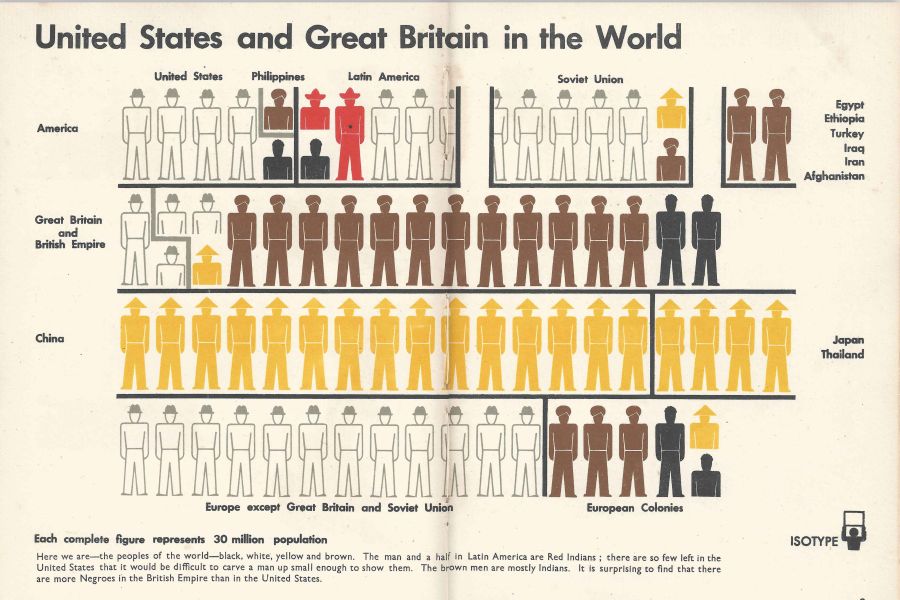 United States and Great Britain in the World
United States Philippines Latin America Soviet Union
America
Egypt
Ethiopia
Turkey
Iraq
Iran
Afghanistan
Great Britain
and
British Empire
China
Japan
Thailand
Europe except Great Britain and Soviet Union European Colonies
Each complete figure represents 30 million population
ISOTYPE
Here we are—the peoples of the world—black, white, yellow and brown. The man and a half in Latin America are Red Indians ; there are so few left in the
United States that it would be difficult to carve a man up small enough to show them. The brown men are mostly Indians. It is surprising to find that there
are more Negroes in the British Empire than in the United States.